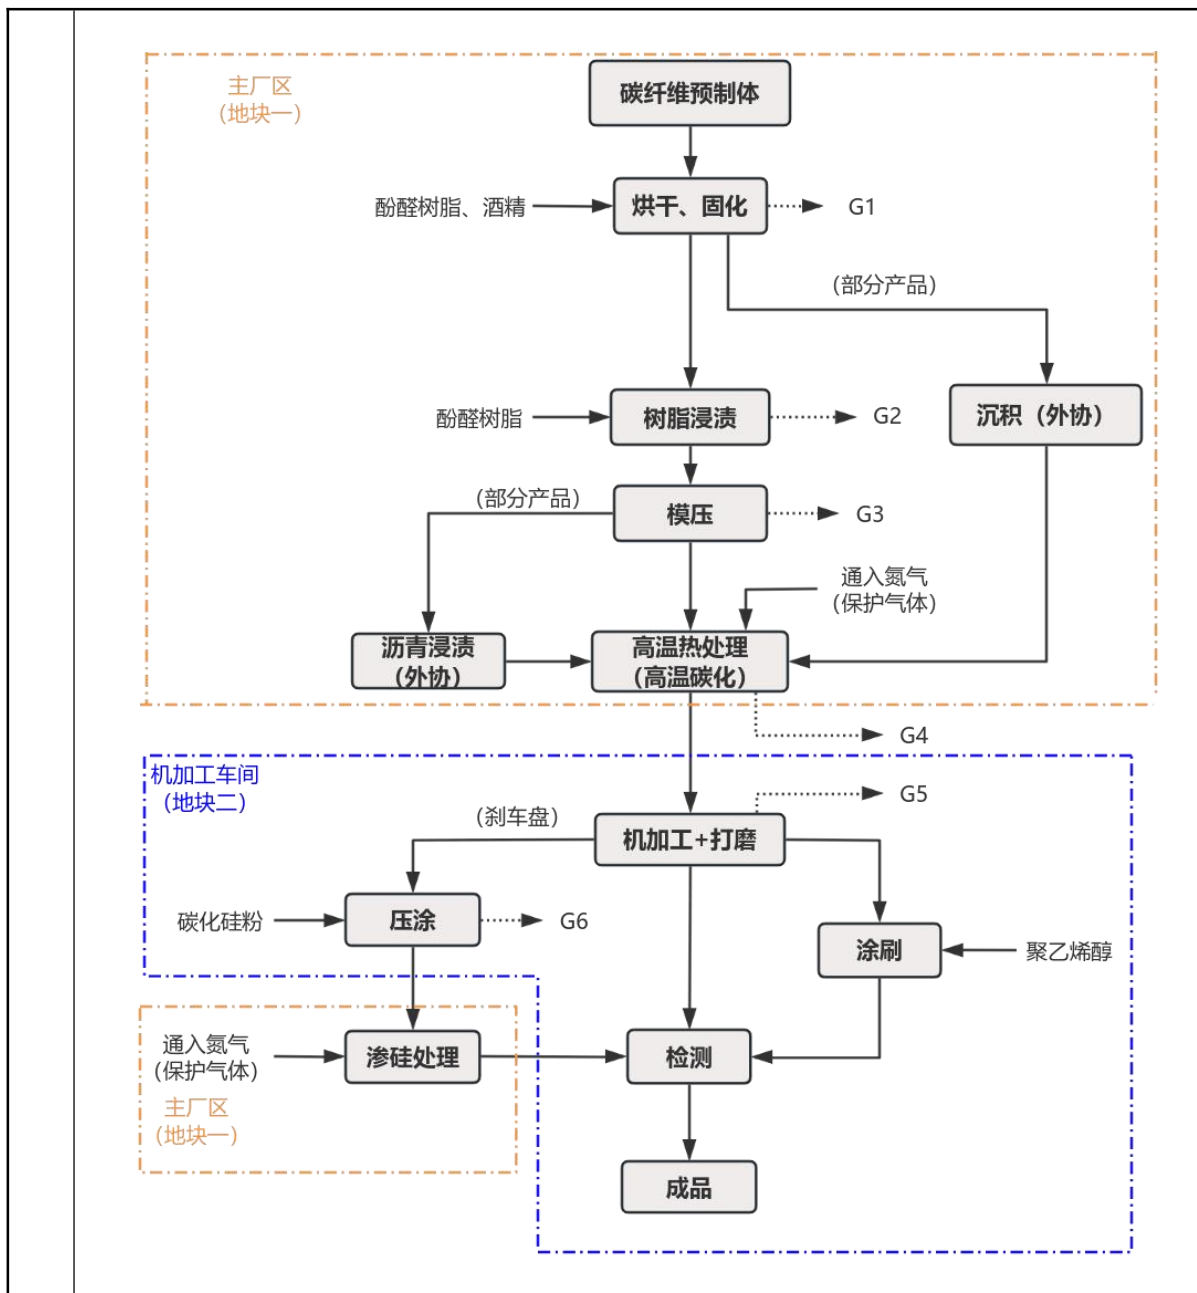 主厂区
（地块一）
碳纤维预制体
酚醛树脂、酒精
烘干、固化
G1
（部分产品）
酚醛树脂
树脂浸渍
G2
沉积（外协）
（部分产品）
模压
G3
通入氮气
（保护气体）
沥青浸渍
（外协）
高温热处理
（高温碳化）
G4
机加工车间
（地块二）
G5
（刹车盘）
机加工+打磨
碳化硅粉
压涂
G6
涂刷
聚乙烯醇
通入氮气
（保护气体）
渗硅处理
检测
主厂区
（地块一）
成品